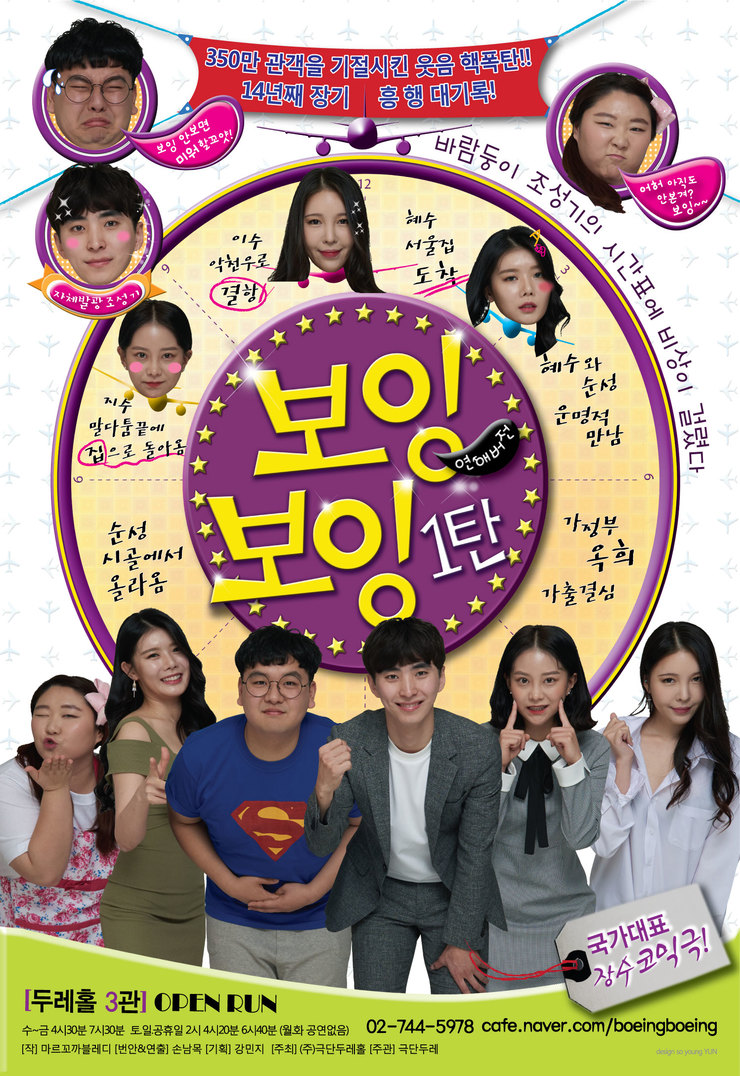 350만 관객을 기절시킨 웃음 핵폭탄!!
14년째 장기 흥행 대기록!
보잉 안보면
미워할꼬얏!
어허 아직도
안본겨?
보잉~~
자체발광 조성기
바람둥이 조성기의 시간표에 비상이 걸렸다
12
3
6
9
6
이수
악천우로
결항
혜수
서울집
도착
지수
말다툼끝에
집으로 돌아옴
혜수와
순성
운명적
만남
순성
시골에서
올라옴
가정부
옥희
가출결심
보잉
연애버전
보잉 1탄
S
국가대표
장수 코믹극!
[두레홀 3관] OPEN RUN
수~금 4시30분 7시30분 토일공휴일 2시 4시20분 6시40분 (월화 공연없음)
02-744-5978 cafe.naver.com/boeingboeing
[작] 마르꼬까블레디 [번안&연출] 손남목 [기획] 강민지 [주최] (주)극단두레홀 [주관] 극단두레
design so young YUN